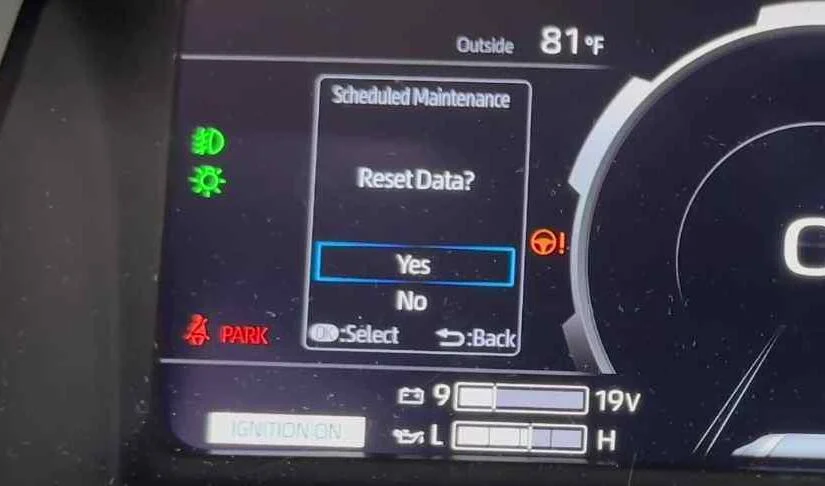 Outside 81°F
Scheduled Maintenance
Reset Data?
Yes
No
OK:Select :Back
PARK
9 19V
IGNITION ON
L H